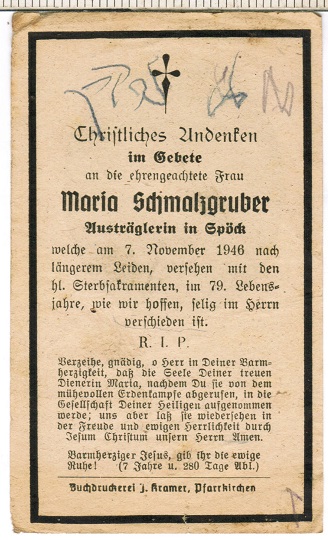 Christliches Andenken
im Gebete
an die ehrengeachtete Frau
Maria Schmalzgruber
Austräglerin in Spöck
welche am 7. November 1946 nach
längerem Leiden, versehen mit den
hl. Sterbsakramenten, im 79. Lebens-
jahre, wie wir hoffen, selig im Herrn
verschieden ist.
R. I. P.
Verzeihe, gnädig, o Herr in Deiner Barm-
herzigkeit, daß die Seele Deiner treuen
Dienerin Maria, nachdem Du sie von dem
mühevollen Erdenkampfe abgerufen, in die
Gesellschaft Deiner Heiligen aufgenommen
werde; uns aber laß sie wiedersehen in
der Freude und ewigen Herrlichkeit durch
Jesum Christum unsern Herrn Amen.
Barmherziger Jesus, gib ihr die ewige
Ruhe! (7 Jahre u. 280 Tage Abl.)
Buchdruckerei J. Kramer, Pfarrkirchen